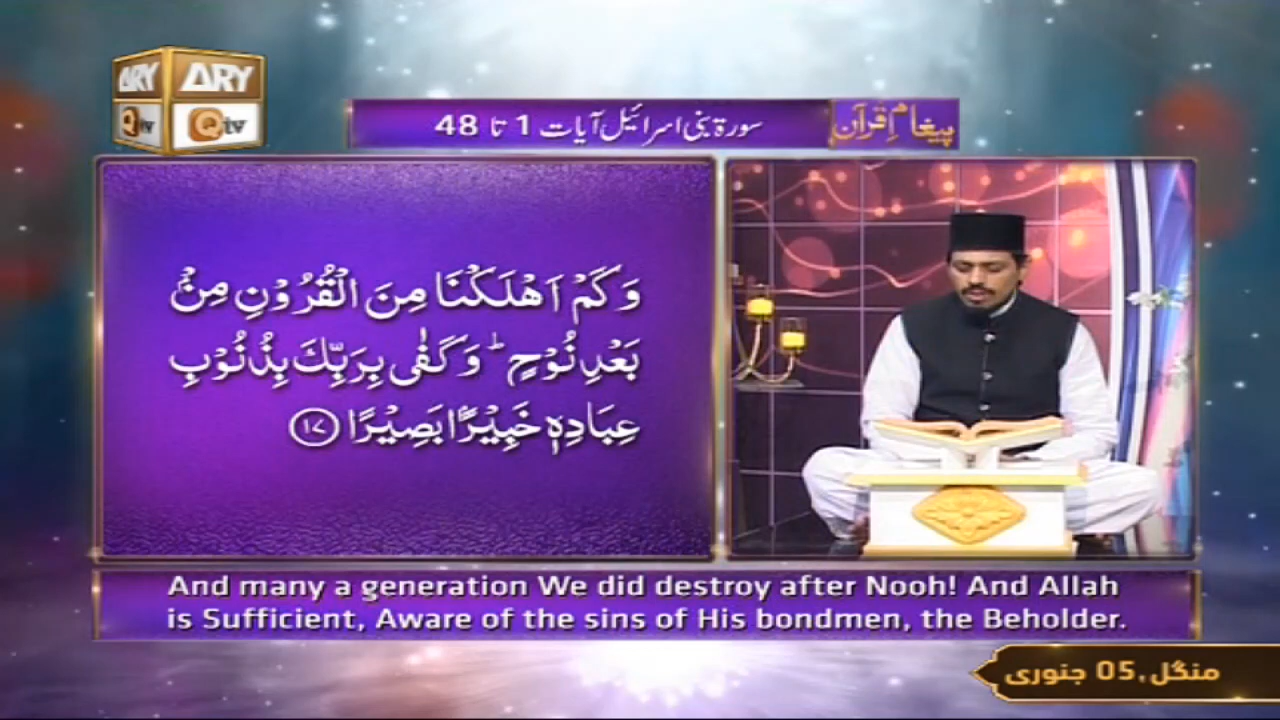 ARY ARY
Qtv Qtv
پیغامِ قرآن
سورۃ بنی اسرائیل آیات 1 تا 48
وَكَمْ اَهْلَكْنَا مِنَ الْقُرُوْنِ مِنْۢ
بَعْدِ نُوْحٍ ؕ وَكَفٰى بِرَبِّكَ بِذُنُوْبِ
عِبَادِهٖ خَبِيْرًۢا بَصِيْرًا ﴿۱۷﴾
And many a generation We did destroy after Nooh! And Allah
is Sufficient, Aware of the sins of His bondmen, the Beholder.
منگل, 05 جنوری